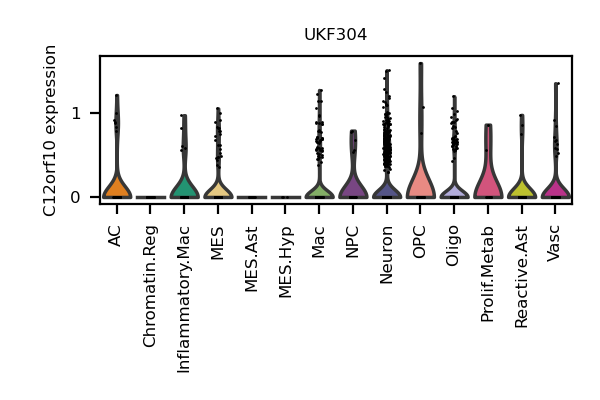 UKF304
C12orf10 expression
1
0
AC
Chromatin.Reg
Inflammatory.Mac
MES
MES.Ast
MES.Hyp
Mac
NPC
Neuron
OPC
Oligo
Prolif.Metab
Reactive.Ast
Vasc